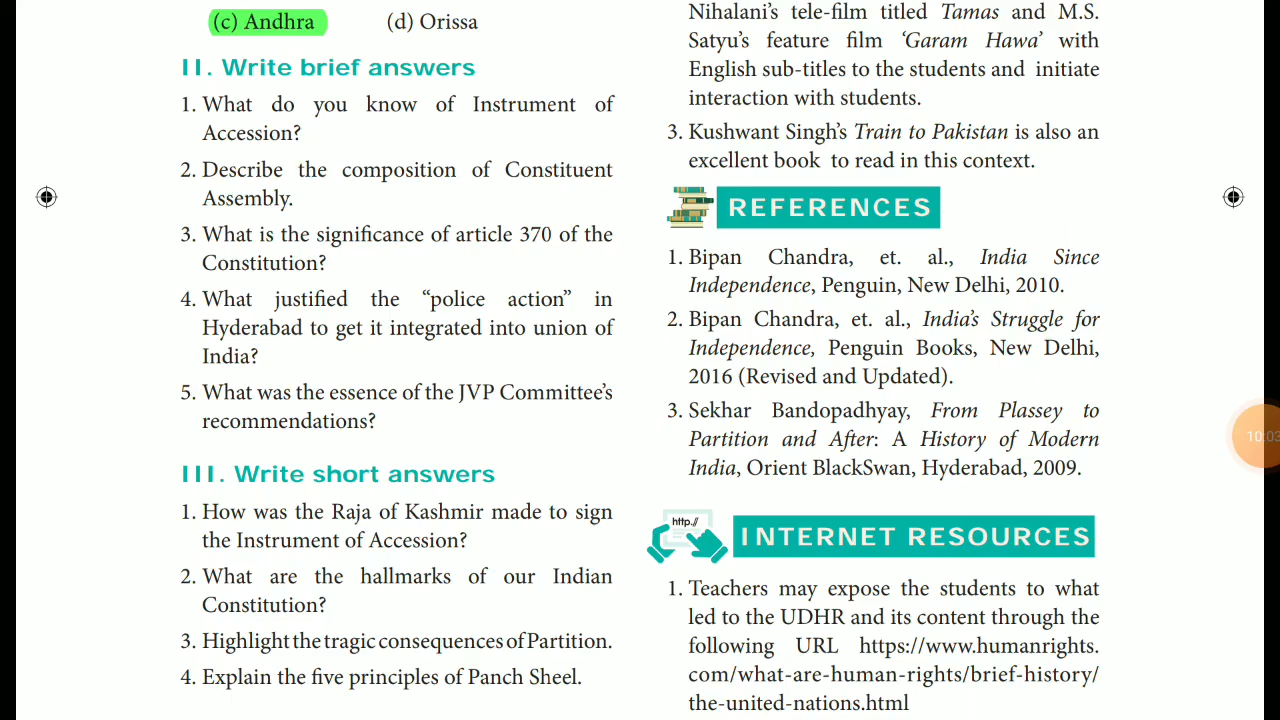 (c) Andhra (d) Orissa
II. Write brief answers
1. What do you know of Instrument of
Accession?
2. Describe the composition of Constituent
Assembly.
3. What is the significance of article 370 of the
Constitution?
4. What justified the “police action” in
Hyderabad to get it integrated into union of
India?
5. What was the essence of the JVP Committee’s
recommendations?
III. Write short answers
1. How was the Raja of Kashmir made to sign
the Instrument of Accession?
2. What are the hallmarks of our Indian
Constitution?
3. Highlight the tragic consequences of Partition.
4. Explain the five principles of Panch Sheel.
Nihalani’s tele-film titled Tamas and M.S.
Satyu’s feature film ‘Garam Hawa’ with
English sub-titles to the students and initiate
interaction with students.
3. Kushwant Singh’s Train to Pakistan is also an
excellent book to read in this context.
REFERENCES
1. Bipan Chandra, et. al., India Since
Independence, Penguin, New Delhi, 2010.
2. Bipan Chandra, et. al., India’s Struggle for
Independence, Penguin Books, New Delhi,
2016 (Revised and Updated).
3. Sekhar Bandopadhyay, From Plassey to
Partition and After: A History of Modern
India, Orient BlackSwan, Hyderabad, 2009.
http://
INTERNET RESOURCES
1. Teachers may expose the students to what
led to the UDHR and its content through the
following URL https://www.humanrights.
com/what-are-human-rights/brief-history/
the-united-nations.html
10:03